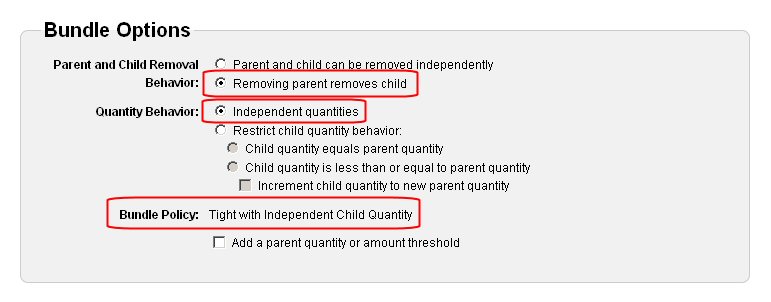 Bundle Options
Parent and Child Removal Behavior:
Parent and child can be removed independently
Removing parent removes child
Quantity Behavior:
Independent quantities
Restrict child quantity behavior:
Child quantity equals parent quantity
Child quantity is less than or equal to parent quantity
Increment child quantity to new parent quantity
Bundle Policy: Tight with Independent Child Quantity
Add a parent quantity or amount threshold